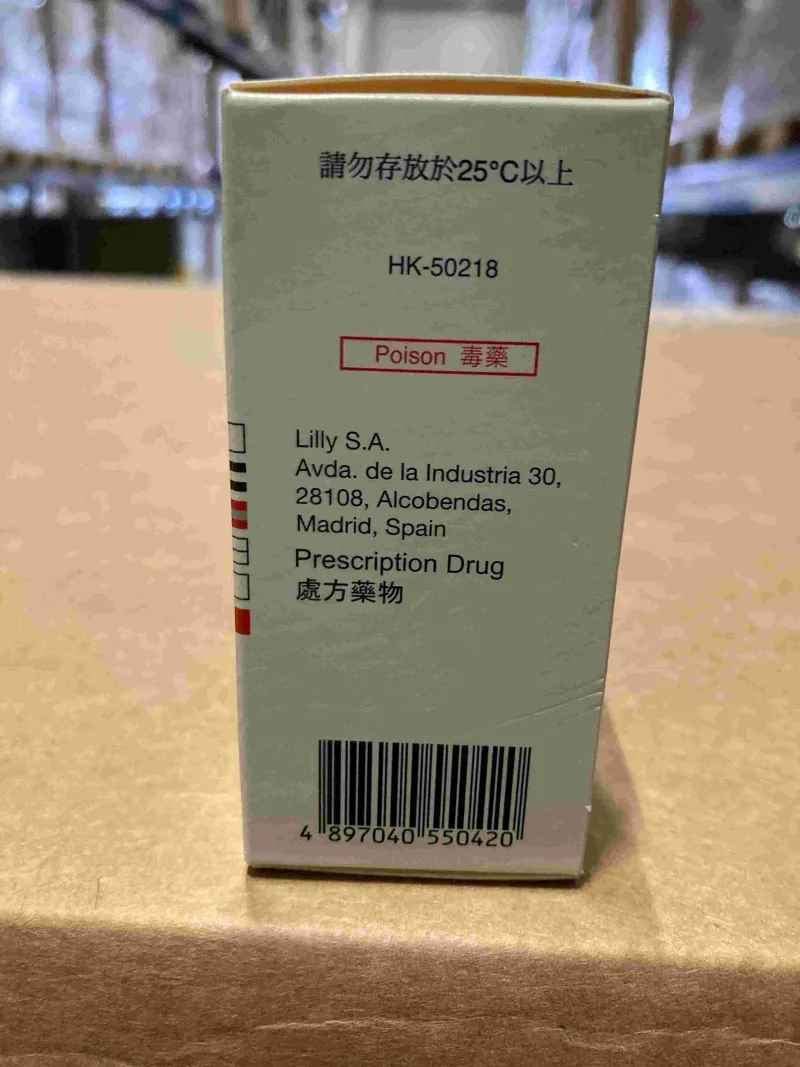 請勿存放於25°C以上
HK-50218
Poison 毒藥
Lilly S.A.
Avda. de la Industria 30,
28108, Alcobendas,
Madrid, Spain
Prescription Drug
處方藥物
4 897040 550420